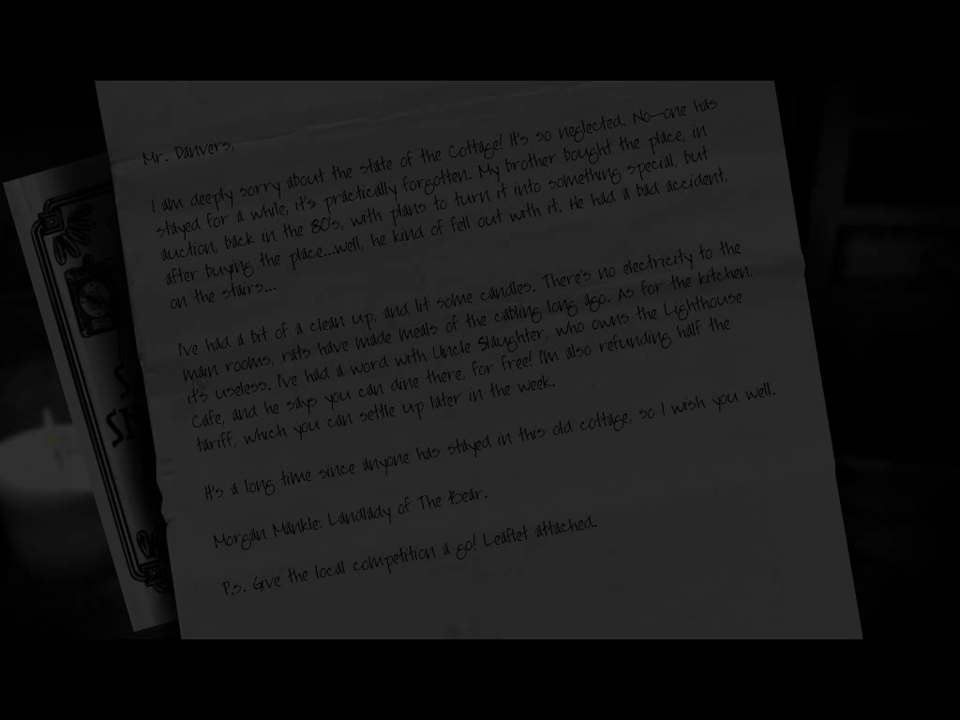 Mr. Danvers,
I am deeply sorry about the state of the Cottage! It's so neglected. No-one has
stayed for a while, it's practically forgotten. My brother bought the place, in
auction, back in the 80's, with plans to turn it into something special, but
after buying the place...well, he kind of fell out with it. He had a bad accident,
on the stairs...
I've had a bit of a clean up, and lit some candles. There's no electricity to the
main rooms, rats have made meals of the cabling long ago. As for the kitchen,
it's useless. I've had a word with Uncle Slaughter, who owns the Lighthouse
Cafe, and he says you can dine there, for free! I'm also refunding half the
tariff, which you can settle up later in the week.
It's a long time since anyone has stayed in this old cottage, so I wish you well.
Morgan Mankle: Landlady of The Bear.
P.s. Give the local competition a go! Leaflet attached.